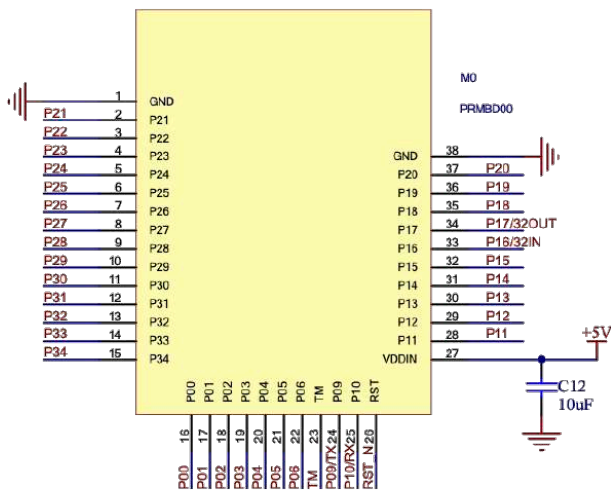 M0
PRMBD00
1 GND
P21 2 P21
P22 3 P22
P23 4 P23
P24 5 P24
P25 6 P25
P26 7 P26
P27 8 P27
P28 9 P28
P29 10 P29
P30 11 P30
P31 12 P31
P32 13 P32
P33 14 P33
P34 15 P34
GND 38
P20 37 P20
P19 36 P19
P18 35 P18
P17 34 P17/32OUT
P16 33 P16/32IN
P15 32 P15
P14 31 P14
P13 30 P13
P12 29 P12
P11 28 P11
VDDIN 27
+5V
C12
10uF
P00 16 P00
P01 17 P01
P02 18 P02
P03 19 P03
P04 20 P04
P05 21 P05
P06 22 P06
TM 23 TM
P09 24 P09/TX
P10 25 P10/RX
RST 26 RST_N